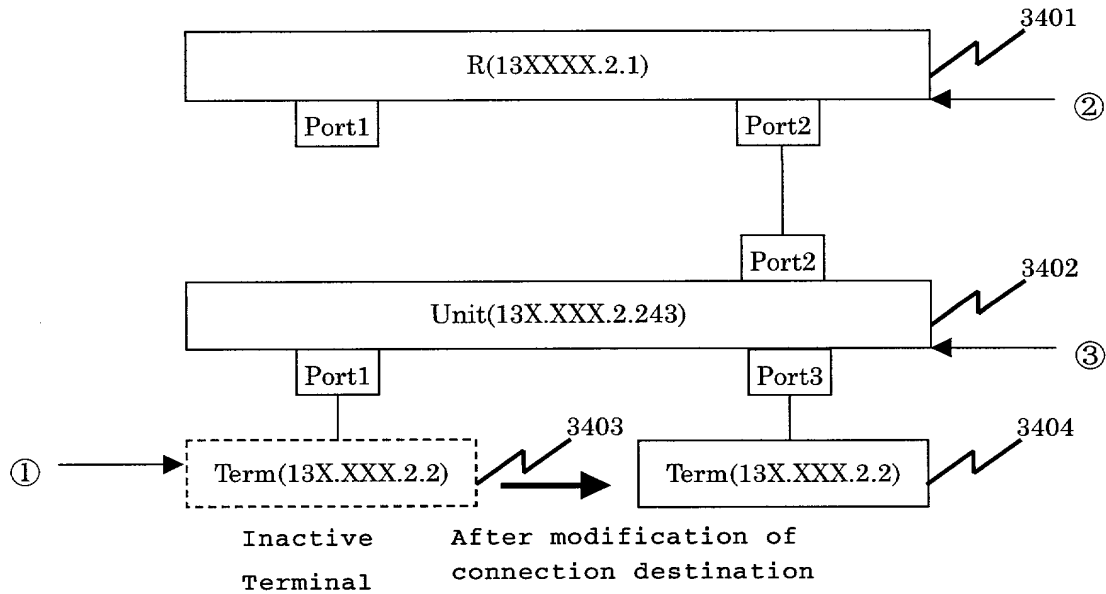 3401
R(13XXXX.2.1)
②
Port1
Port2
Port2
3402
Unit(13X.XXX.2.243)
③
Port1
Port3
3403
3404
①
Term(13X.XXX.2.2)
Term(13X.XXX.2.2)
Inactive
Terminal
After modification of
connection destination